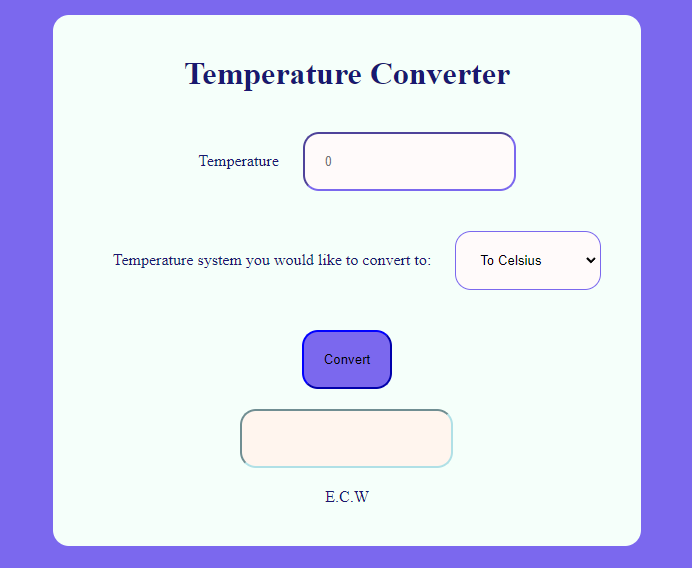 Temperature Converter
Temperature 0
Temperature system you would like to convert to: To Celsius
Convert
E.C.W